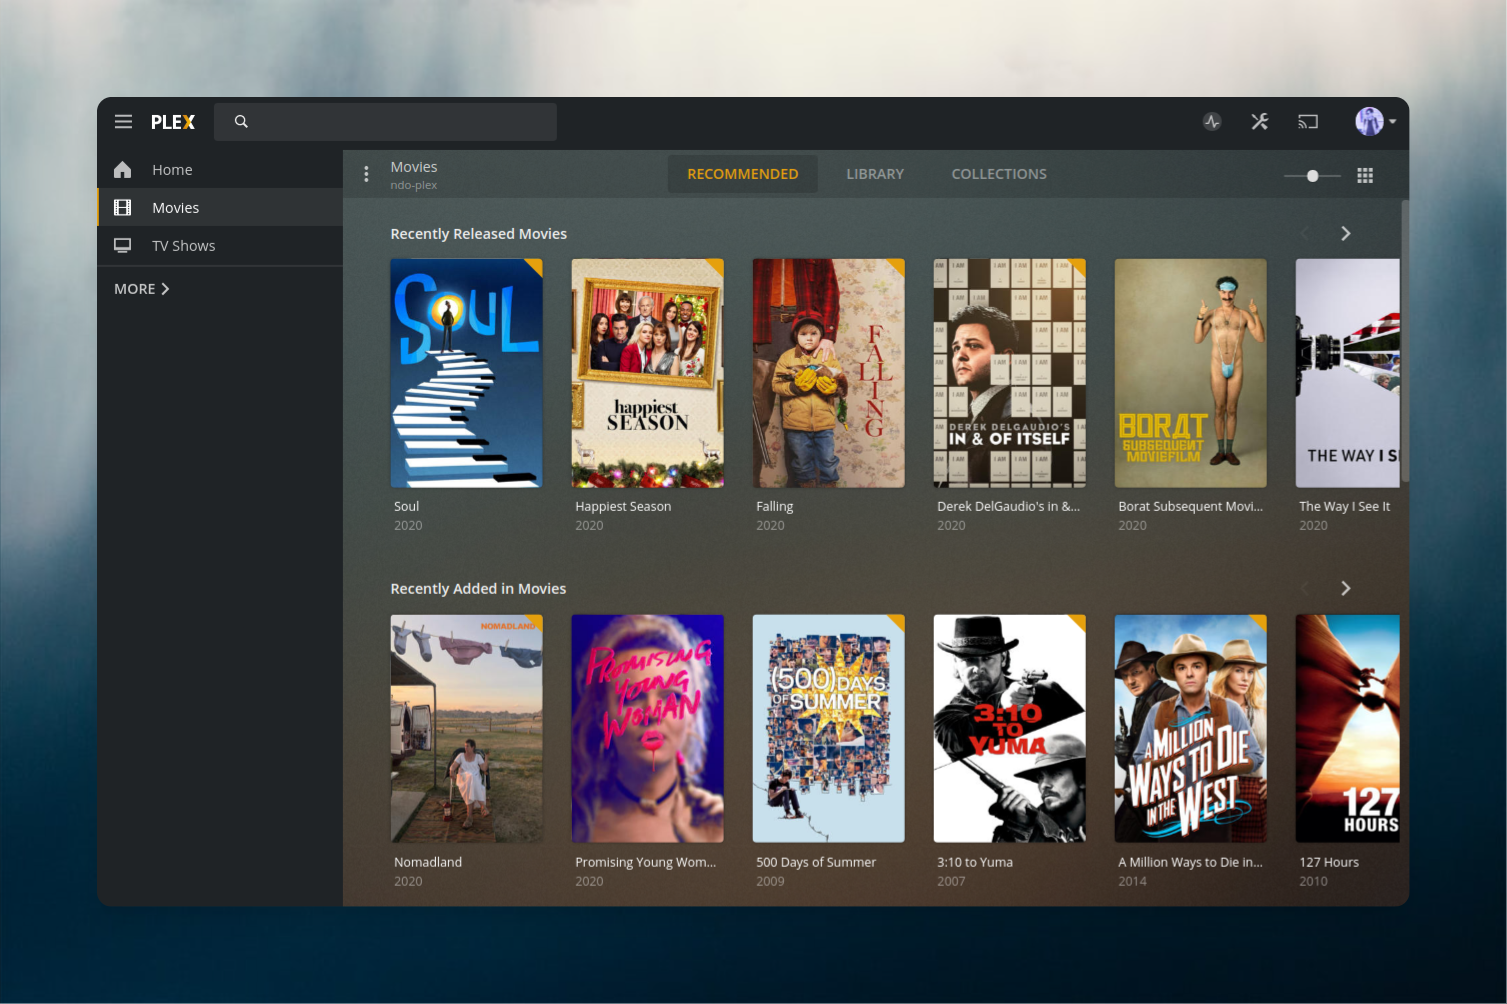 PLEX
Home
Movies
TV Shows
MORE
Movies
ndo-plex
RECOMMENDED
LIBRARY
COLLECTIONS
Recently Released Movies
SOUL
happiest
SEASON
FALLING
I AM
DEREK DELGAUDIO'S
IN & OF ITSELF
BORAT
SUBSEQUENT
MOVIEFILM
THE WAY I S
Soul
2020
Happiest Season
2020
Falling
2020
Derek DelGaudio's in &...
2020
Borat Subsequent Movi...
2020
The Way I See It
2020
Recently Added in Movies
NOMADLAND
PROMISING
YOUNG
WOMAN
(500) DAYS
OF SUMMER
3:10
TO
YUMA
A MILLION
WAYS TO DIE
IN THE WEST
127
HOURS
Nomadland
2020
Promising Young Wom...
2020
500 Days of Summer
2009
3:10 to Yuma
2007
A Million Ways to Die in...
2014
127 Hours
2010